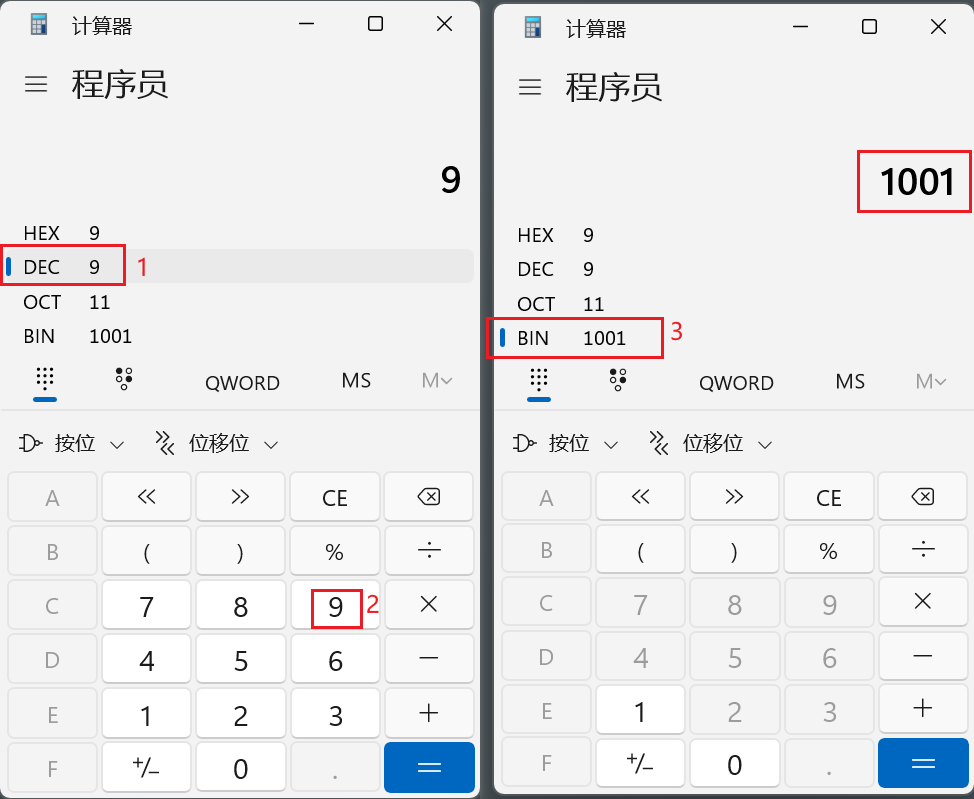 计算器
程序员
9
HEX 9
DEC 9 1
OCT 11
BIN 1001
QWORD MS M
按位 位移位
A << >> CE
B ( ) % ÷
C 7 8 9 2 ×
D 4 5 6 −
E 1 2 3 +
F +/− 0 . =
计算器
程序员
1001
HEX 9
DEC 9
OCT 11
BIN 1001 3
QWORD MS M
按位 位移位
A << >> CE
B ( ) % ÷
C 7 8 9 ×
D 4 5 6 −
E 1 2 3 +
F +/− 0 . =